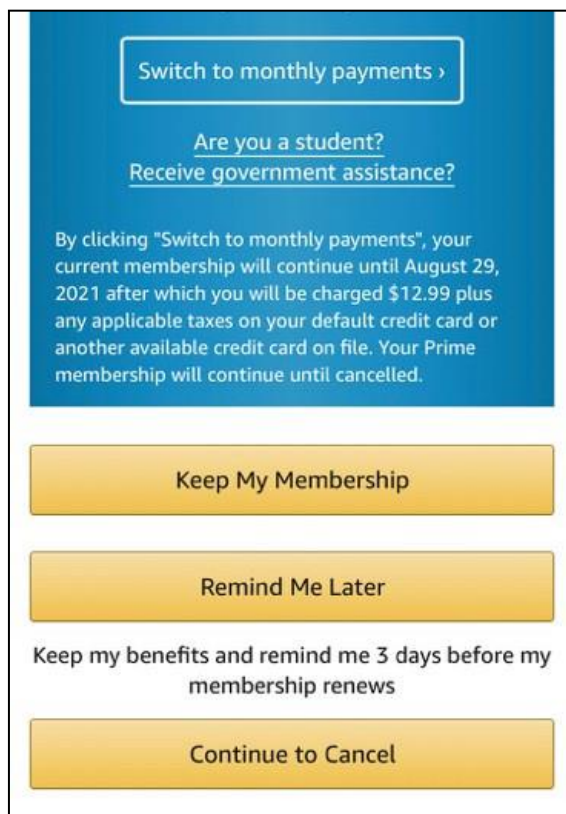 Switch to monthly payments ›
Are you a student?
Receive government assistance?
By clicking "Switch to monthly payments", your
current membership will continue until August 29,
2021 after which you will be charged $12.99 plus
any applicable taxes on your default credit card or
another available credit card on file. Your Prime
membership will continue until cancelled.
Keep My Membership
Remind Me Later
Keep my benefits and remind me 3 days before my
membership renews
Continue to Cancel